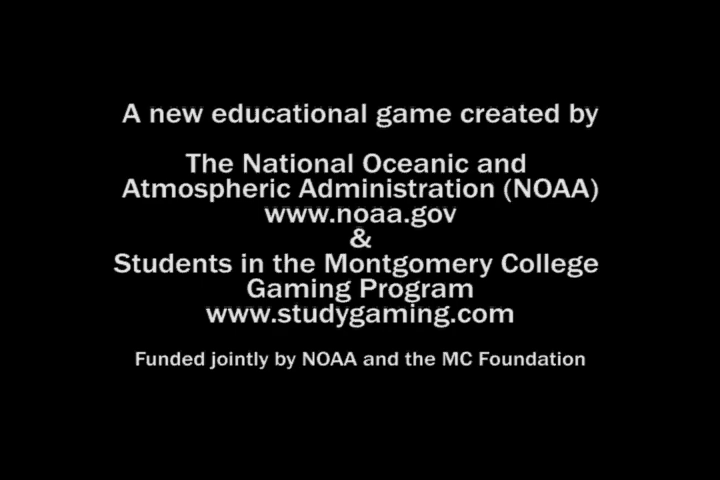 A new educational game created by
The National Oceanic and
Atmospheric Administration (NOAA)
www.noaa.gov
&
Students in the Montgomery College
Gaming Program
www.studygaming.com
Funded jointly by NOAA and the MC Foundation